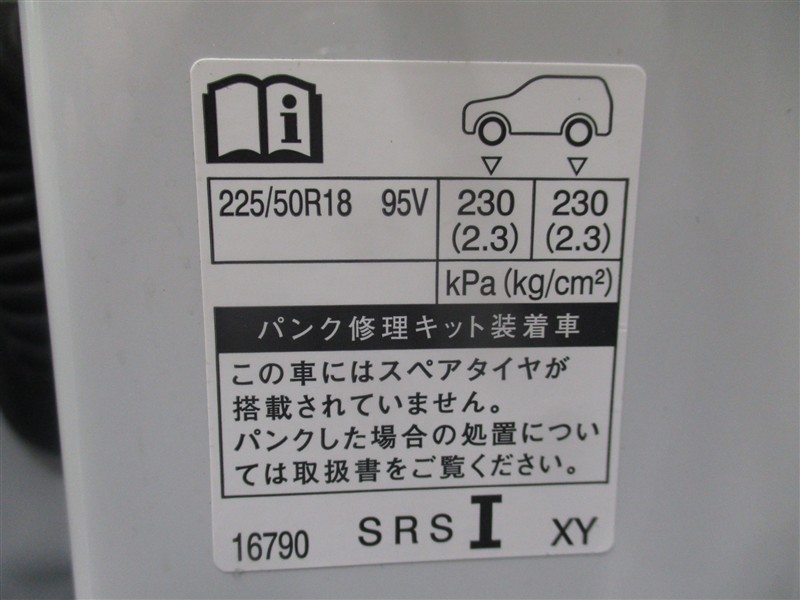 i
225/50R18 95V 230 230
(2.3) (2.3)
kPa (kg/cm²)
パンク修理キット装着車
この車にはスペアタイヤが
搭載されていません。
パンクした場合の処置につい
ては取扱書をご覧ください。
16790 SRS I XY